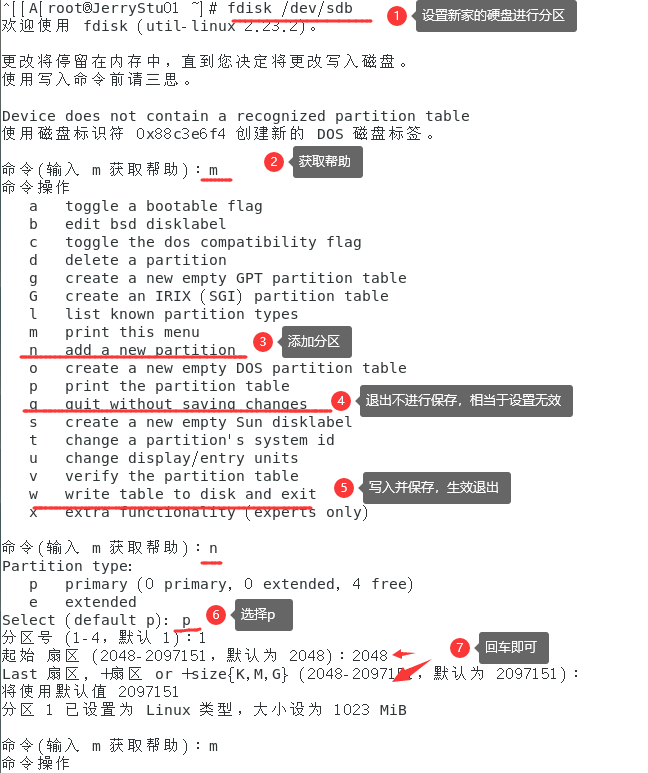 ^[[A[root@JerryStu01 ~]# fdisk /dev/sdb
1 设置新家的硬盘进行分区
欢迎使用 fdisk (util-linux 2.23.2)。
更改将停留在内存中，直到您决定将更改写入磁盘。
使用写入命令前请三思。
Device does not contain a recognized partition table
使用磁盘标识符 0x88c3e6f4 创建新的 DOS 磁盘标签。
命令(输入 m 获取帮助)：m
2 获取帮助
命令操作
a toggle a bootable flag
b edit bsd disklabel
c toggle the dos compatibility flag
d delete a partition
g create a new empty GPT partition table
G create an IRIX (SGI) partition table
l list known partition types
m print this menu
n add a new partition
3 添加分区
o create a new empty DOS partition table
p print the partition table
q quit without saving changes
4 退出不进行保存，相当于设置无效
s create a new empty Sun disklabel
t change a partition's system id
u change display/entry units
v verify the partition table
w write table to disk and exit
5 写入并保存，生效退出
x extra functionality (experts only)
命令(输入 m 获取帮助)：n
Partition type:
p primary (0 primary, 0 extended, 4 free)
e extended
Select (default p): p
6 选择p
分区号 (1-4，默认 1)：1
起始 扇区 (2048-2097151，默认为 2048)：2048
7 回车即可
Last 扇区, +扇区 or +size{K,M,G} (2048-2097151，默认为 2097151)：
将使用默认值 2097151
分区 1 已设置为 Linux 类型，大小设为 1023 MiB
命令(输入 m 获取帮助)：m
命令操作